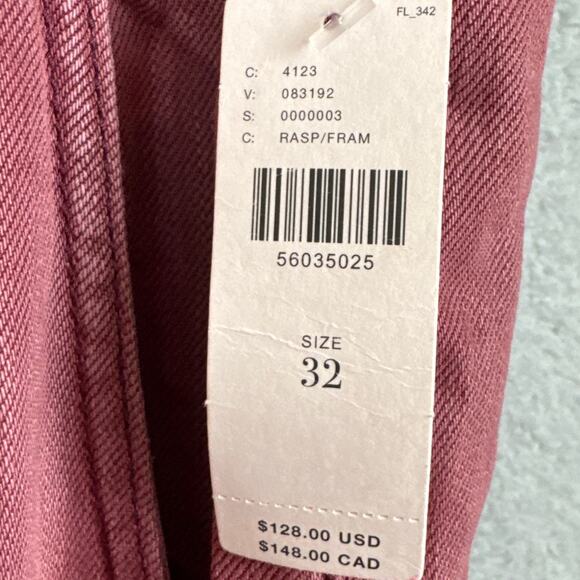 FL_342
C: 4123
V: 083192
S: 0000003
C: RASP/FRAM
56035025
SIZE
32
$128.00 USD
$148.00 CAD